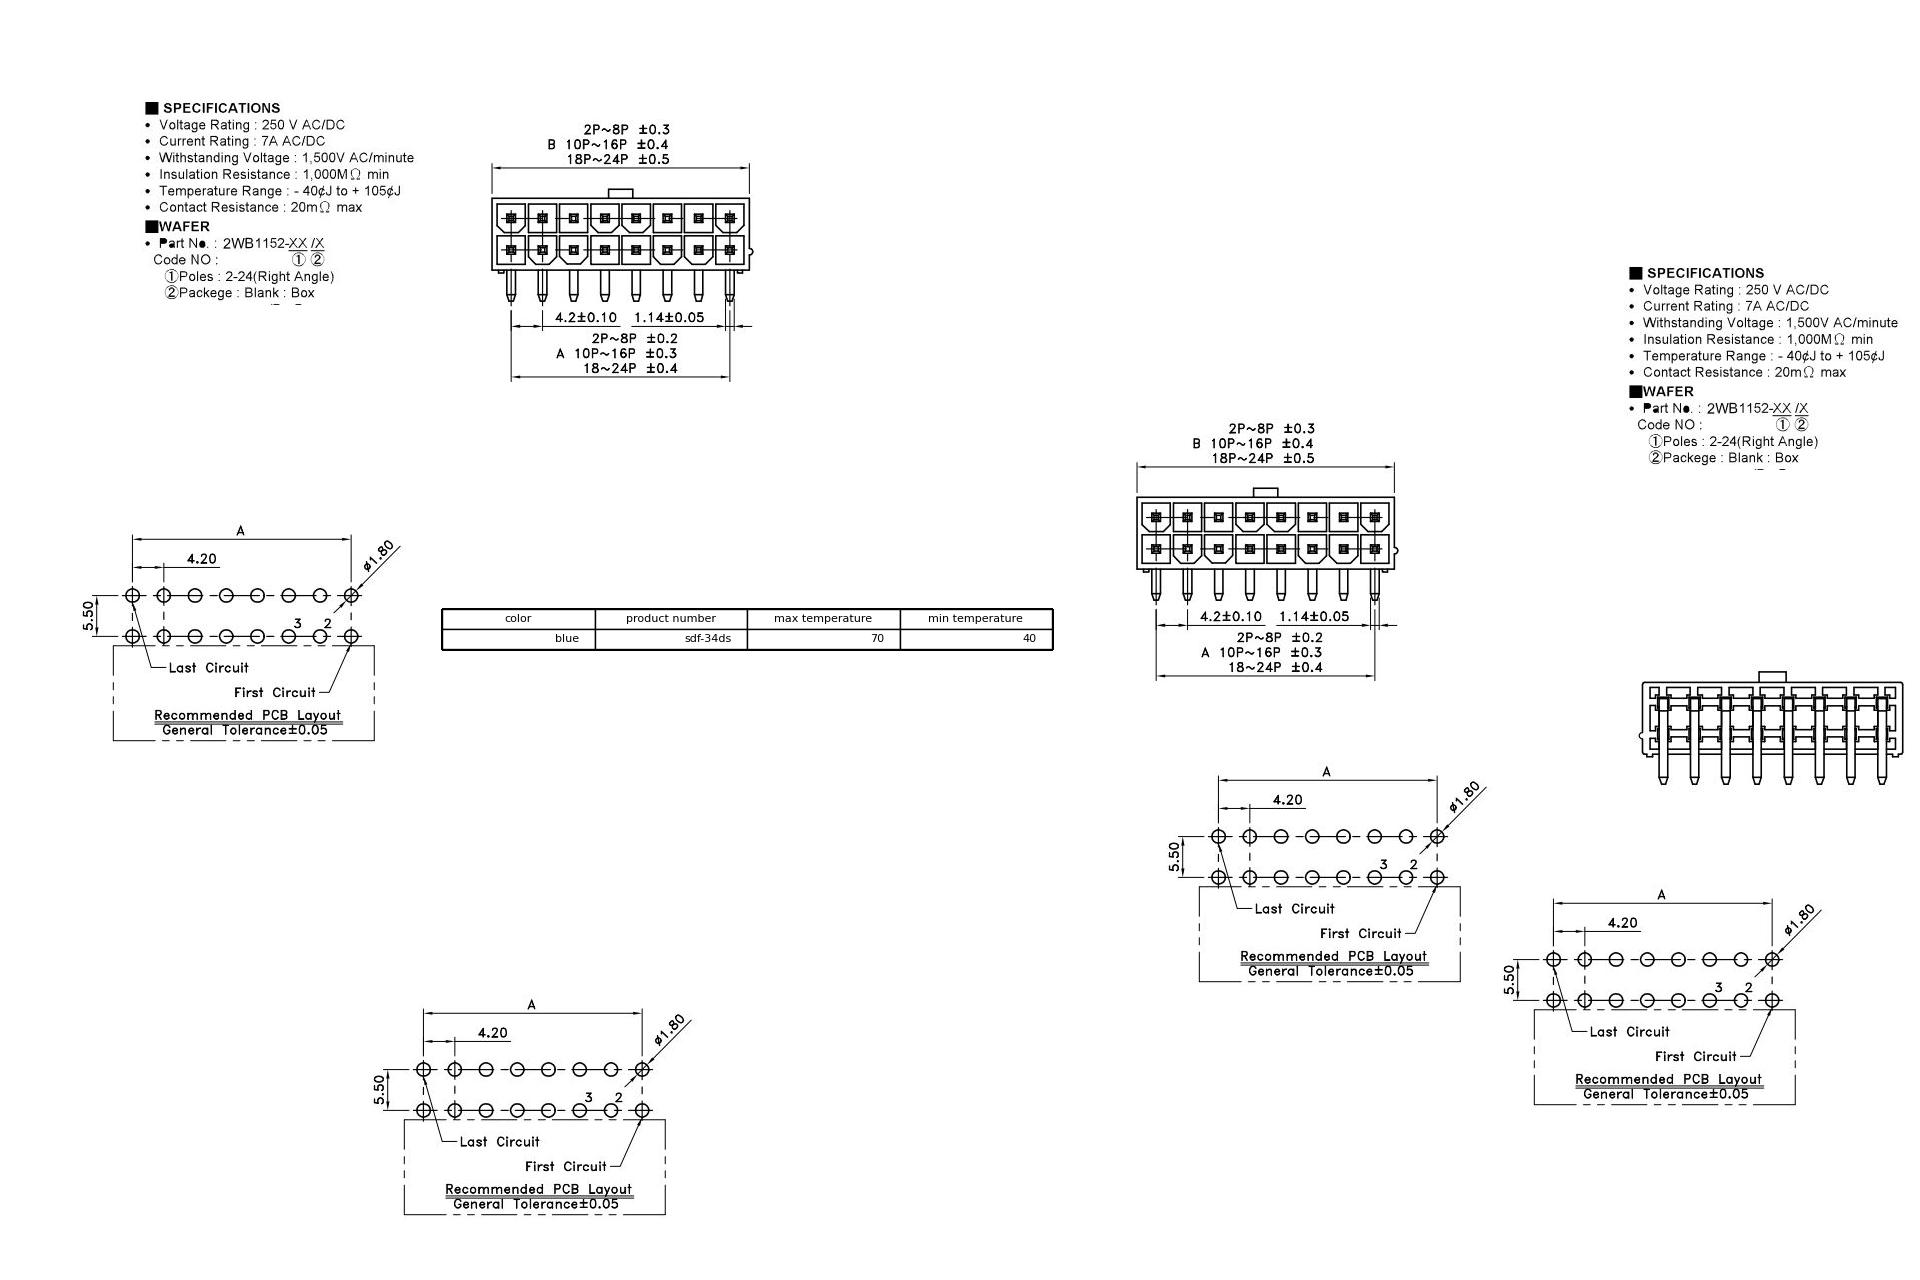 ■ SPECIFICATIONS
• Voltage Rating : 250 V AC/DC
• Current Rating : 7A AC/DC
• Withstanding Voltage : 1,500V AC/minute
• Insulation Resistance : 1,000MΩ min
• Temperature Range : - 40¢J to + 105¢J
• Contact Resistance : 20mΩ max
■WAFER
• Part No. : 2WB1152-XX /X
Code NO : ① ②
①Poles : 2-24(Right Angle)
②Packege : Blank : Box
2P~8P ±0.3
B 10P~16P ±0.4
18P~24P ±0.5
4.2±0.10 1.14±0.05
2P~8P ±0.2
A 10P~16P ±0.3
18~24P ±0.4
■ SPECIFICATIONS
• Voltage Rating : 250 V AC/DC
• Current Rating : 7A AC/DC
• Withstanding Voltage : 1,500V AC/minute
• Insulation Resistance : 1,000MΩ min
• Temperature Range : - 40¢J to + 105¢J
• Contact Resistance : 20mΩ max
■WAFER
• Part No. : 2WB1152-XX /X
Code NO : ① ②
①Poles : 2-24(Right Angle)
②Packege : Blank : Box
2P~8P ±0.3
B 10P~16P ±0.4
18P~24P ±0.5
4.2±0.10 1.14±0.05
2P~8P ±0.2
A 10P~16P ±0.3
18~24P ±0.4
A
4.20
ø1.80
5.50
3 2
Last Circuit
First Circuit
Recommended PCB Layout
General Tolerance±0.05
color product number max temperature min temperature
blue sdf-34ds 70 40
A
4.20
ø1.80
5.50
3 2
Last Circuit
First Circuit
Recommended PCB Layout
General Tolerance±0.05
A
4.20
ø1.80
5.50
3 2
Last Circuit
First Circuit
Recommended PCB Layout
General Tolerance±0.05
A
4.20
ø1.80
5.50
3 2
Last Circuit
First Circuit
Recommended PCB Layout
General Tolerance±0.05